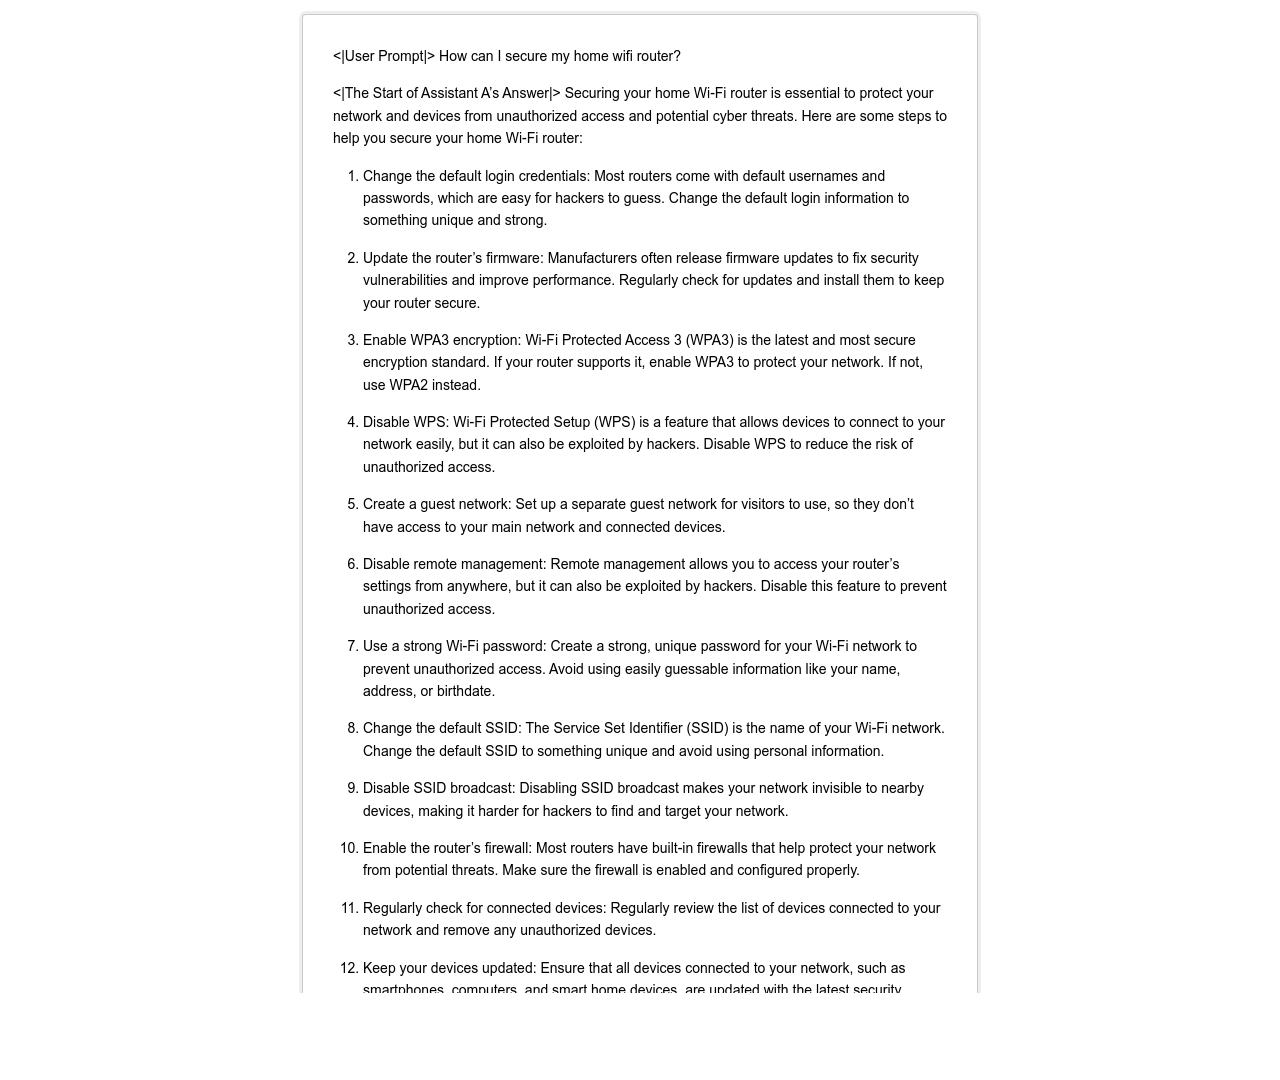 <|User Prompt|> How can I secure my home wifi router?
<|The Start of Assistant A’s Answer|> Securing your home Wi-Fi router is essential to protect your
network and devices from unauthorized access and potential cyber threats. Here are some steps to
help you secure your home Wi-Fi router:
1. Change the default login credentials: Most routers come with default usernames and
passwords, which are easy for hackers to guess. Change the default login information to
something unique and strong.
2. Update the router’s firmware: Manufacturers often release firmware updates to fix security
vulnerabilities and improve performance. Regularly check for updates and install them to keep
your router secure.
3. Enable WPA3 encryption: Wi-Fi Protected Access 3 (WPA3) is the latest and most secure
encryption standard. If your router supports it, enable WPA3 to protect your network. If not,
use WPA2 instead.
4. Disable WPS: Wi-Fi Protected Setup (WPS) is a feature that allows devices to connect to your
network easily, but it can also be exploited by hackers. Disable WPS to reduce the risk of
unauthorized access.
5. Create a guest network: Set up a separate guest network for visitors to use, so they don’t
have access to your main network and connected devices.
6. Disable remote management: Remote management allows you to access your router’s
settings from anywhere, but it can also be exploited by hackers. Disable this feature to prevent
unauthorized access.
7. Use a strong Wi-Fi password: Create a strong, unique password for your Wi-Fi network to
prevent unauthorized access. Avoid using easily guessable information like your name,
address, or birthdate.
8. Change the default SSID: The Service Set Identifier (SSID) is the name of your Wi-Fi network.
Change the default SSID to something unique and avoid using personal information.
9. Disable SSID broadcast: Disabling SSID broadcast makes your network invisible to nearby
devices, making it harder for hackers to find and target your network.
10. Enable the router’s firewall: Most routers have built-in firewalls that help protect your network
from potential threats. Make sure the firewall is enabled and configured properly.
11. Regularly check for connected devices: Regularly review the list of devices connected to your
network and remove any unauthorized devices.
12. Keep your devices updated: Ensure that all devices connected to your network, such as
smartphones, computers, and smart home devices, are updated with the latest security